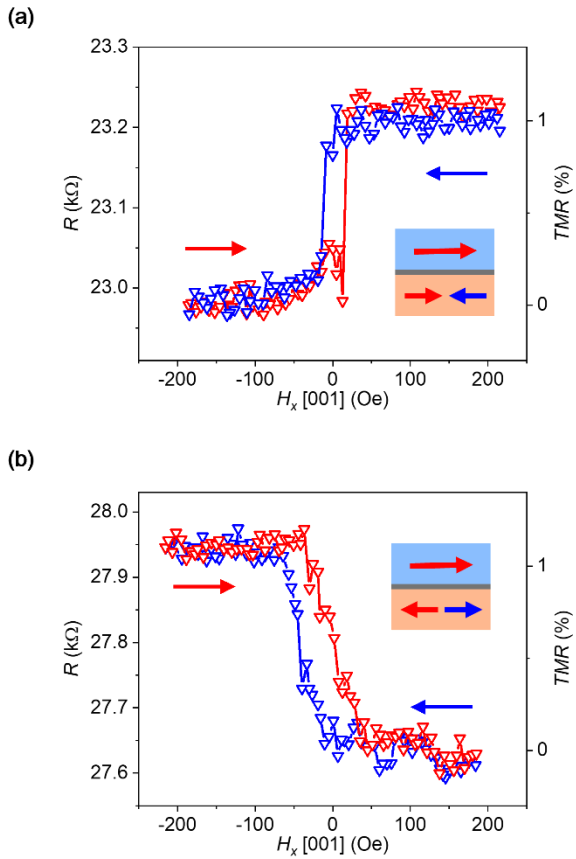 (a)
23.3
23.2
23.1
23.0
R (kΩ)
1
0
TMR (%)
-200 -100 0 100 200
Hx [001] (Oe)
(b)
28.0
27.9
27.8
27.7
27.6
R (kΩ)
1
0
TMR (%)
-200 -100 0 100 200
Hx [001] (Oe)